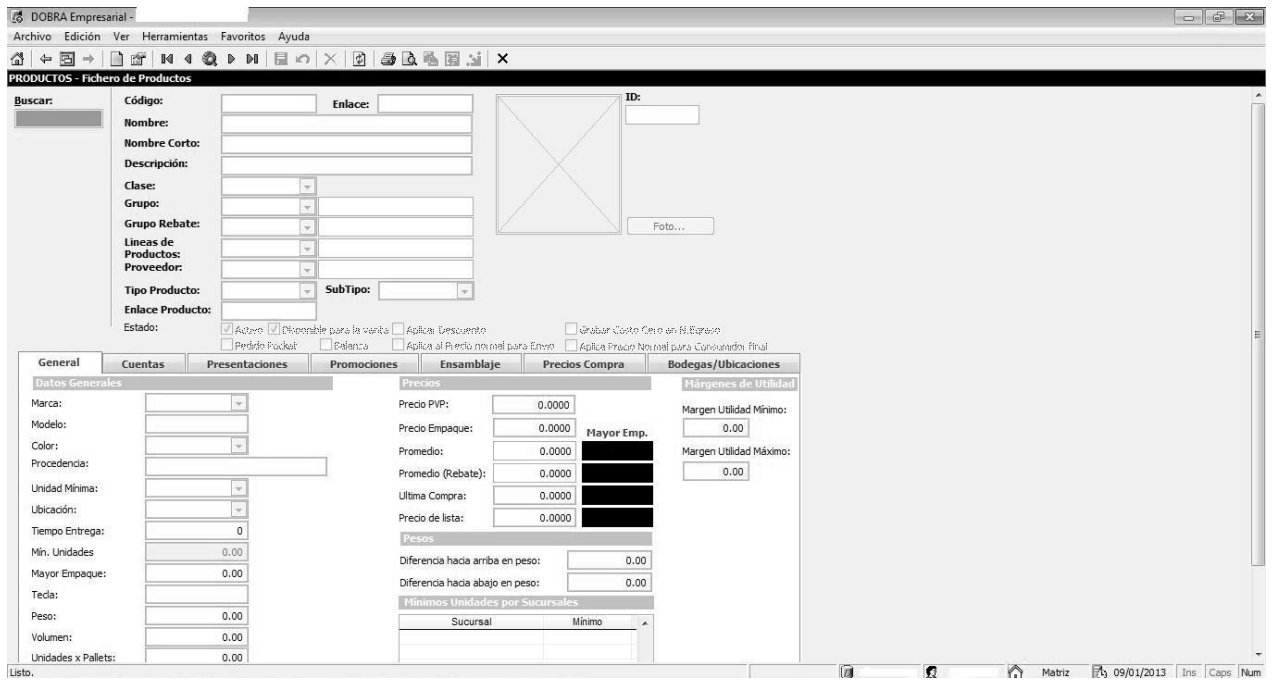 DOBRA Empresarial -
Archivo Edición Ver Herramientas Favoritos Ayuda
PRODUCTOS - Fichero de Productos
Buscar:
Código:
Enlace:
ID:
Nombre:
Nombre Corto:
Descripción:
Clase:
Grupo:
Grupo Rebate:
Foto...
Lineas de
Productos:
Proveedor:
Tipo Producto:
SubTipo:
Enlace Producto:
Estado:
Activo Disponible para la venta Aplicar Descuento Grabar Costo Cero en N.Egreso
Pedido Pocket Balanza Aplica al Precio normal para Envio Aplica Precio Normal para Consumidor final
General Cuentas Presentaciones Promociones Ensamblaje Precios Compra Bodegas/Ubicaciones
Datos Generales
Marca:
Modelo:
Color:
Procedencia:
Unidad Mínima:
Ubicación:
Tiempo Entrega: 0
Mín. Unidades 0.00
Mayor Empaque: 0.00
Tecla:
Peso: 0.00
Volumen: 0.00
Unidades x Pallets: 0.00
Precios
Precio PVP: 0.0000
Precio Empaque: 0.0000
Mayor Emp.
Promedio: 0.0000
Promedio (Rebate): 0.0000
Ultima Compra: 0.0000
Precio de lista: 0.0000
Pesos
Diferencia hacia arriba en peso: 0.00
Diferencia hacia abajo en peso: 0.00
Mínimos Unidades por Sucursales
Sucursal Mínimo
Márgenes de Utilidad
Margen Utilidad Mínimo:
0.00
Margen Utilidad Máximo:
0.00
Listo.
Matriz 09/01/2013 Ins Caps Num